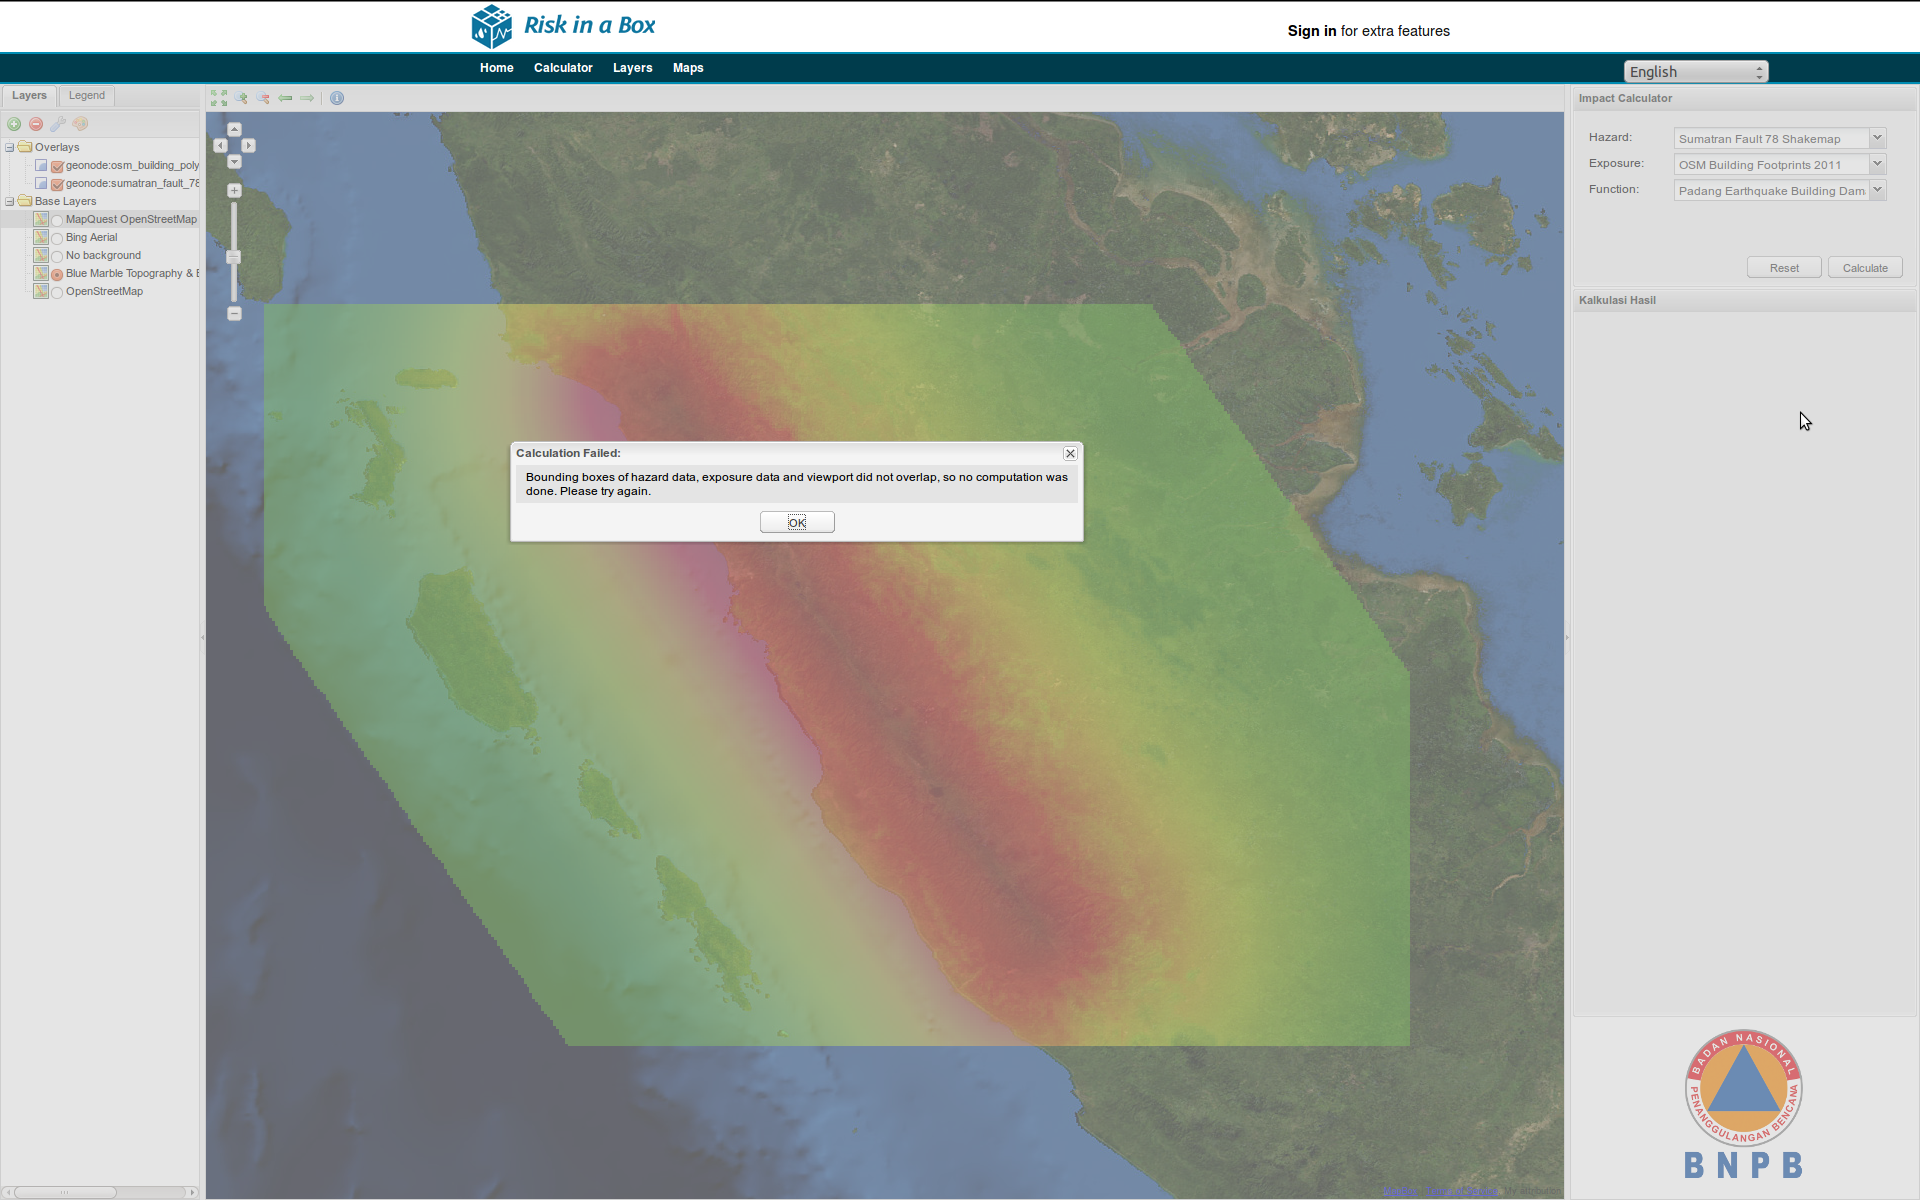 Risk in a Box
Sign in for extra features
Home Calculator Layers Maps
English
Layers Legend
Overlays
geonode:osm_building_poly
geonode:sumatran_fault_78
Base Layers
MapQuest OpenStreetMap
Bing Aerial
No background
Blue Marble Topography & B
OpenStreetMap
Calculation Failed:
Bounding boxes of hazard data, exposure data and viewport did not overlap, so no computation was
done. Please try again.
OK
Impact Calculator
Hazard: Sumatran Fault 78 Shakemap
Exposure: OSM Building Footprints 2011
Function: Padang Earthquake Building Dam
Reset Calculate
Kalkulasi Hasil
BADAN NASIONAL
PENANGGULANGAN BENCANA
BNPB